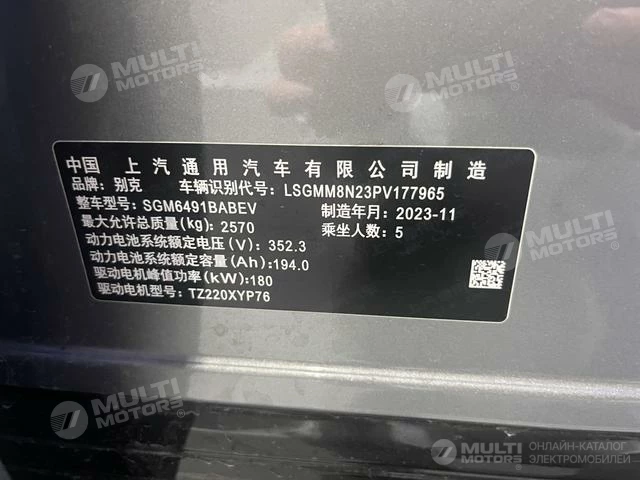 MULTI MOTORS®
MULTI MOTORS®
中国 上汽通用汽车有限公司制造
品牌: 别克 车辆识别代号: LSGMM8N23PV177965
整车型号: SGM6491BABEV 制造年月: 2023-11
最大允许总质量(kg): 2570 乘坐人数: 5
动力电池系统额定电压(V): 352.3
动力电池系统额定容量(Ah): 194.0
驱动电机峰值功率(kW): 180
驱动电机型号: TZ220XYP76
MULTI MOTORS®
MULTI MOTORS®
MULTI MOTORS®
ОНЛАЙН-КАТАЛОГ
ЭЛЕКТРОМОБИЛЕЙ